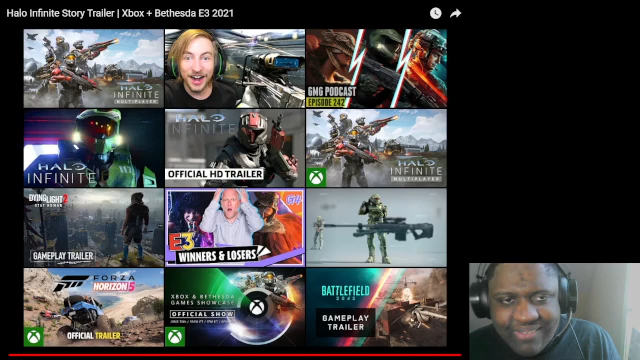 Halo Infinite Story Trailer | Xbox + Bethesda E3 2021
HALO
INFINITE
MULTIPLAYER
GMG PODCAST
EPISODE 242
HALO
INFINITE
HALO
INFINITE
OFFICIAL HD TRAILER
HALO
INFINITE
MULTIPLAYER
DYING LIGHT 2
STAY HUMAN
GAMEPLAY TRAILER
E3
WINNERS & LOSERS
FORZA
HORIZON 5
OFFICIAL TRAILER
XBOX & BETHESDA
GAMES SHOWCASE
OFFICIAL SHOW
BATTLEFIELD
2042
GAMEPLAY
TRAILER